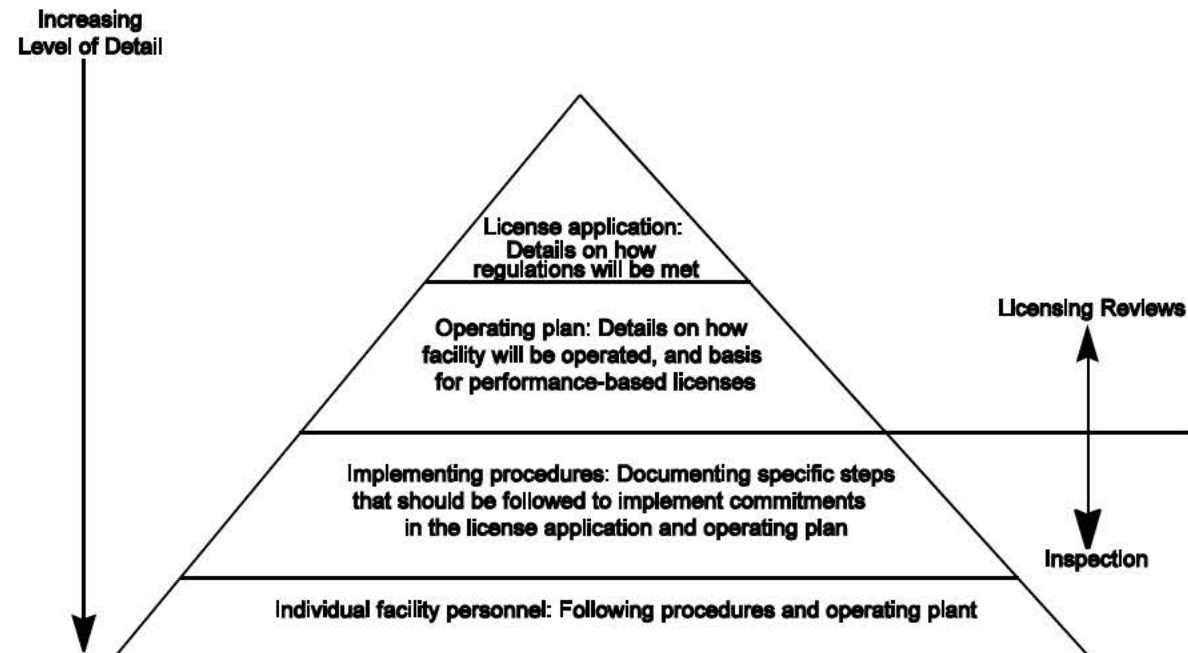 Increasing
Level of Detail
License application:
Details on how
regulations will be met
Operating plan: Details on how
facility will be operated, and basis
for performance-based licenses
Licensing Reviews
Implementing procedures: Documenting specific steps
that should be followed to implement commitments
in the license application and operating plan
Inspection
Individual facility personnel: Following procedures and operating plant